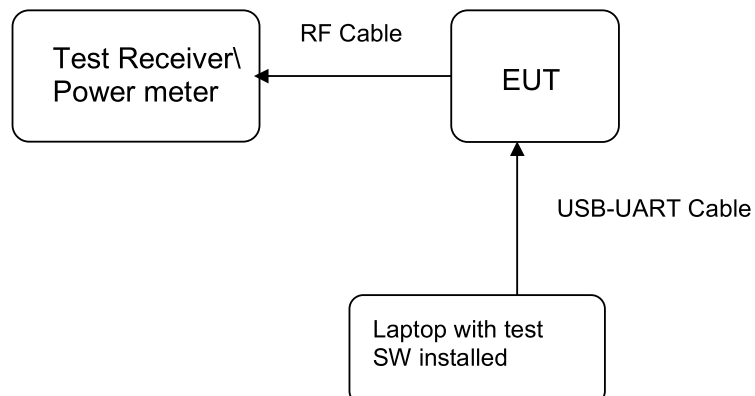 RF Cable
Test Receiver\
Power meter
EUT
USB-UART Cable
Laptop with test
SW installed